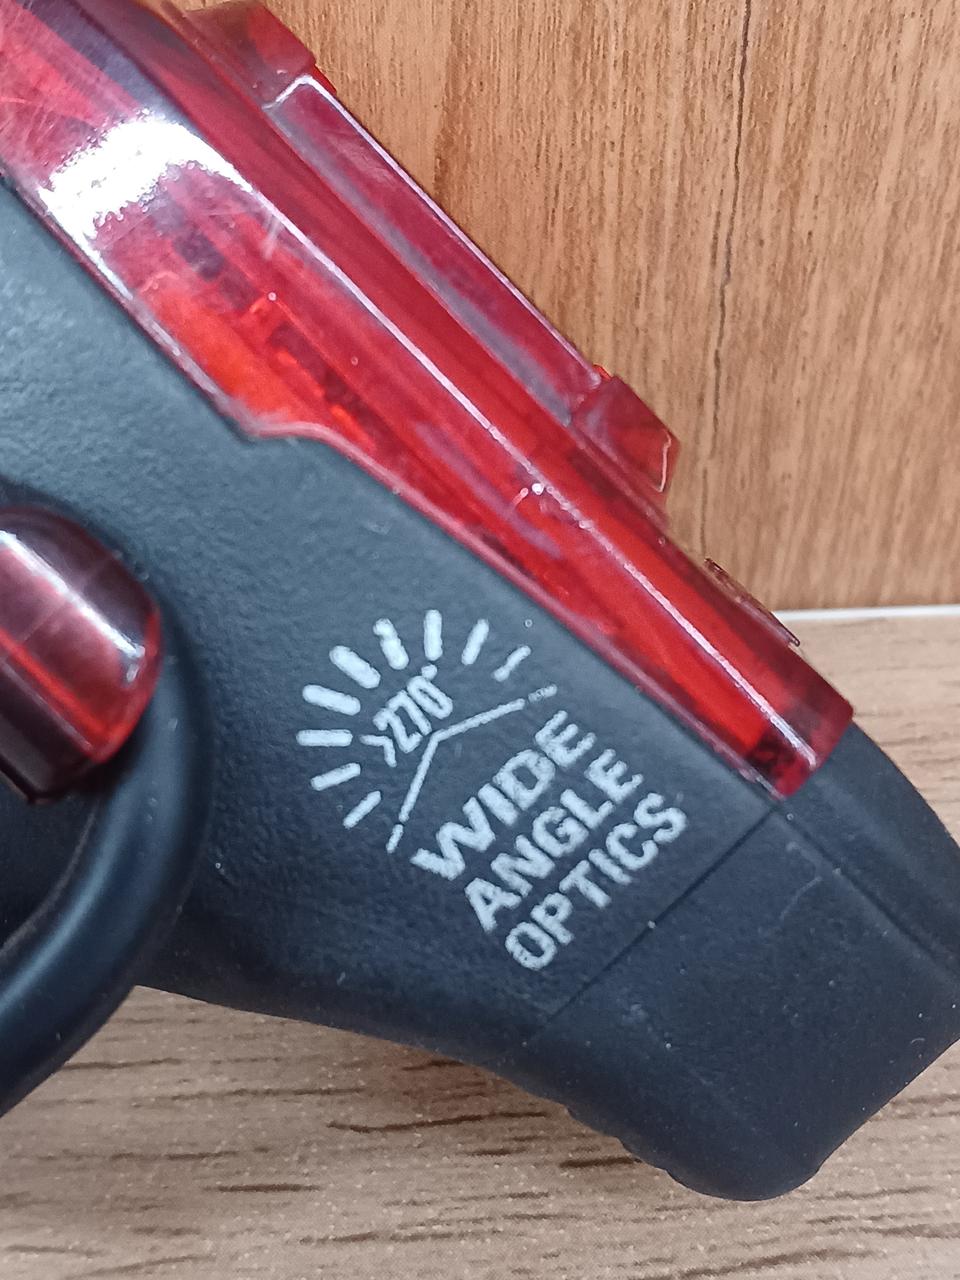 >270°
WIDE
ANGLE
OPTICS